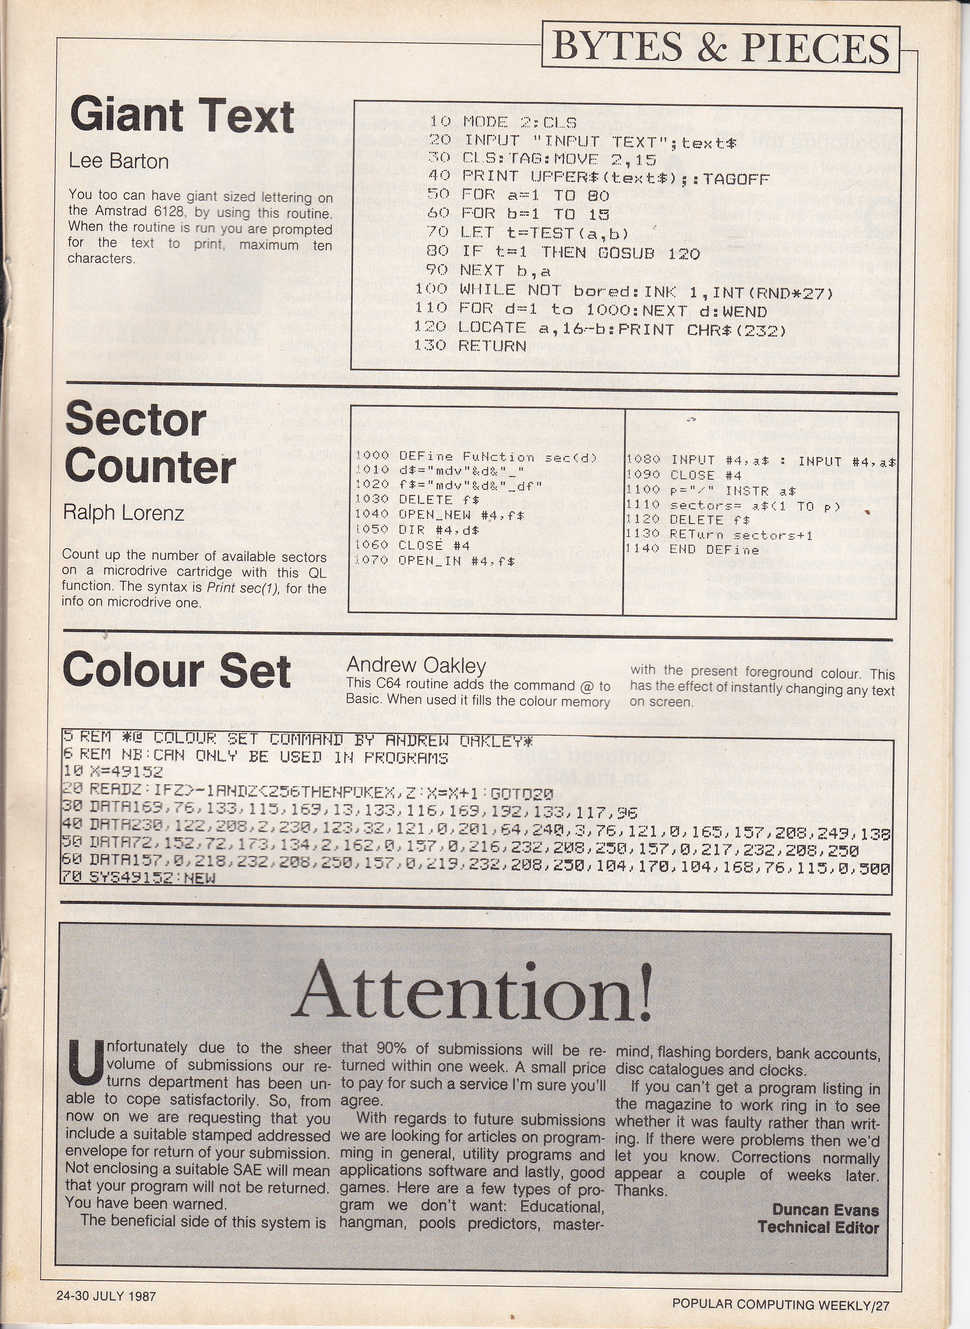 BYTES & PIECES
Giant Text
Lee Barton
You too can have giant sized lettering on
the Amstrad 6128, by using this routine.
When the routine is run you are prompted
for the text to print, maximum ten
characters.
10 MODE 2:CLS
20 INPUT "INPUT TEXT";text$
30 CLS:TAG:MOVE 2,15
40 PRINT UPPER$(text$);:TAGOFF
50 FOR a=1 TO 80
60 FOR b=1 TO 15
70 LET t=TEST(a,b)
80 IF t=1 THEN GOSUB 120
90 NEXT b,a
100 WHILE NOT bored:INK 1,INT(RND*27)
110 FOR d=1 to 1000:NEXT d:WEND
120 LOCATE a,16-b:PRINT CHR$(232)
130 RETURN
Sector
Counter
Ralph Lorenz
Count up the number of available sectors
on a microdrive cartridge with this QL
function. The syntax is Print sec(1), for the
info on microdrive one.
1000 DEFine FuNction sec(d)
1010 d$="mdv"&d&"_"
1020 f$="mdv"&d&"_df"
1030 DELETE f$
1040 OPEN_NEW #4,f$
1050 DIR #4,d$
1060 CLOSE #4
1070 OPEN_IN #4,f$
1080 INPUT #4,a$ : INPUT #4,a$
1090 CLOSE #4
1100 p="/" INSTR a$
1110 sectors= a$(1 TO p)
1120 DELETE f$
1130 RETurn sectors+1
1140 END DEFine
Colour Set
Andrew Oakley
This C64 routine adds the command @ to
Basic. When used it fills the colour memory
with the present foreground colour. This
has the effect of instantly changing any text
on screen.
5 REM *@ COLOUR SET COMMAND BY ANDREW OAKLEY*
6 REM NB:CAN ONLY BE USED IN PROGRAMS
10 X=49152
20 READZ:IFZ>-1ANDZ<256THENPOKEX,Z:X=X+1:GOTO20
30 DATA169,76,133,115,169,13,133,116,169,192,133,117,96
40 DATA230,122,208,2,230,123,32,121,0,201,64,240,3,76,121,0,165,157,208,249,138
50 DATA72,152,72,173,134,2,162,0,157,0,216,232,208,250,157,0,217,232,208,250
60 DATA157,0,218,232,208,250,157,0,219,232,208,250,104,170,104,168,76,115,0,500
70 SYS49152:NEW
Attention!
Unfortunately due to the sheer
volume of submissions our re-
turns department has been un-
able to cope satisfactorily. So, from
now on we are requesting that you
include a suitable stamped addressed
envelope for return of your submission.
Not enclosing a suitable SAE will mean
that your program will not be returned.
You have been warned.
The beneficial side of this system is
that 90% of submissions will be re-
turned within one week. A small price
to pay for such a service I'm sure you'll
agree.
With regards to future submissions
we are looking for articles on program-
ming in general, utility programs and
applications software and lastly, good
games. Here are a few types of pro-
gram we don't want: Educational,
hangman, pools predictors, master-
mind, flashing borders, bank accounts,
disc catalogues and clocks.
If you can't get a program listing in
the magazine to work ring in to see
whether it was faulty rather than writ-
ing. If there were problems then we'd
let you know. Corrections normally
appear a couple of weeks later.
Thanks.
Duncan Evans
Technical Editor
24-30 JULY 1987
POPULAR COMPUTING WEEKLY/27